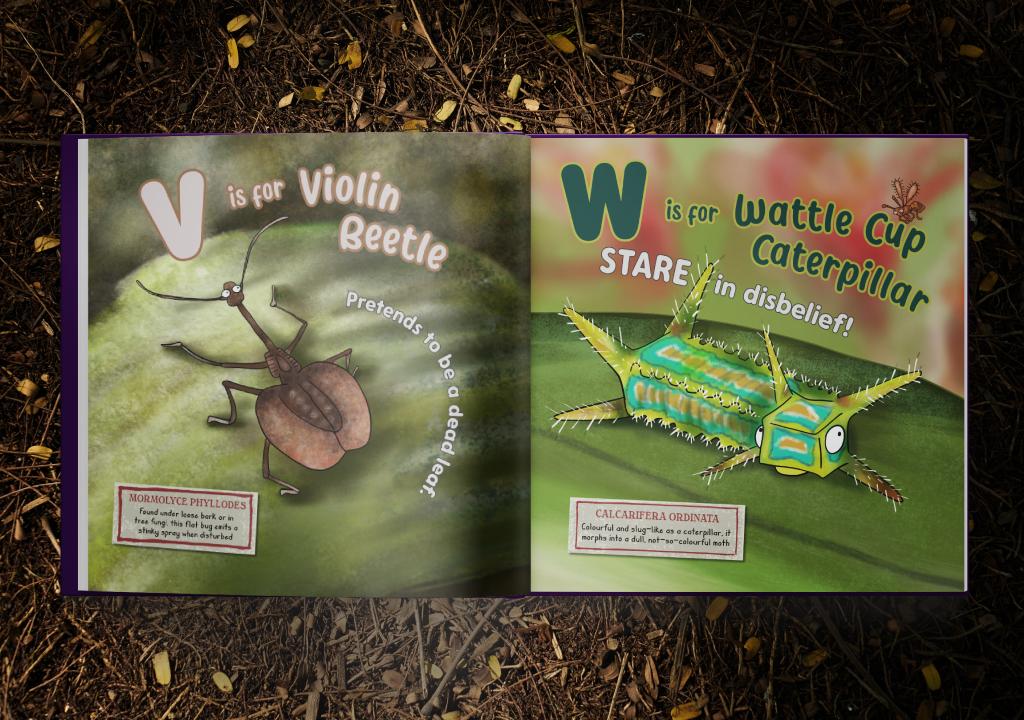 V is for Violin
Beetle
Pretends to be a dead leaf.
MORMOLYCE PHYLLODES
Found under loose bark or in
tree fungi this flat bug emits a
stinky spray when disturbed
W is for Wattle Cup
Caterpillar
STARE in disbelief!
CALCARIFERA ORDINATA
Colourful and slug-like as a caterpillar, it
morphs into a dull, not-so-colourful moth